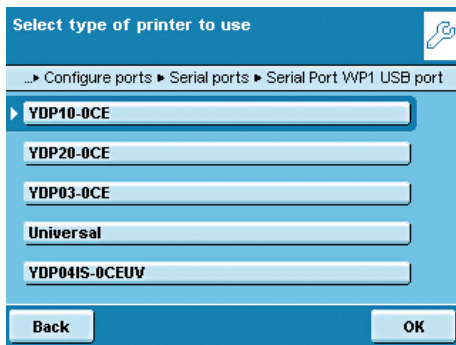 Select type of printer to use
...▸ Configure ports ▸ Serial ports ▸ Serial Port WP1 USB port
YDP10-0CE
YDP20-0CE
YDP03-0CE
Universal
YDP04IS-0CEUV
Back OK